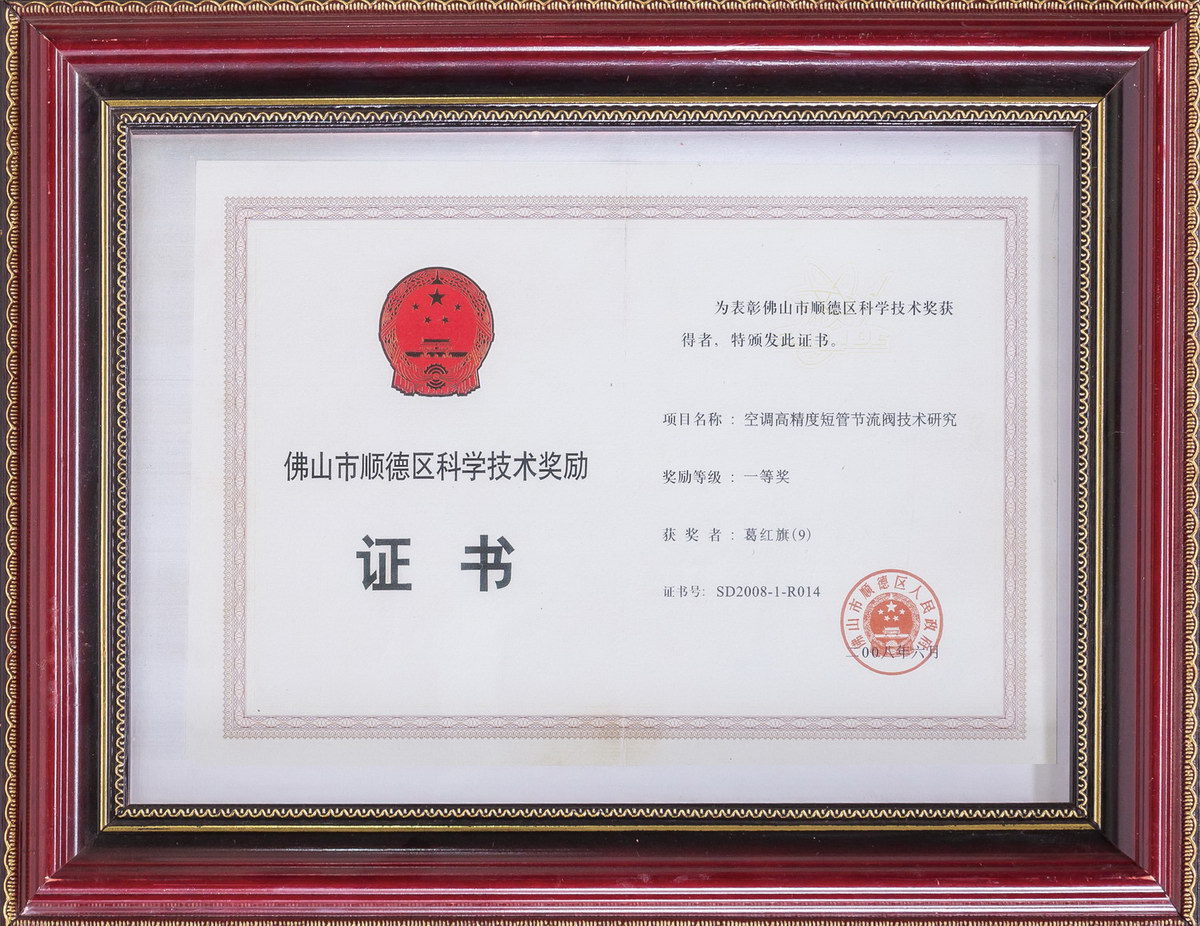 佛山市顺德区科学技术奖励
证 书
为表彰佛山市顺德区科学技术奖获
得者、特颁发此证书。
项目名称：空调高精度短管节流阀技术研究
奖励等级：一等奖
获 奖 者：葛红旗(9)
证书号: SD2008-1-R014
佛山市顺德区人民政府
二00八年六月